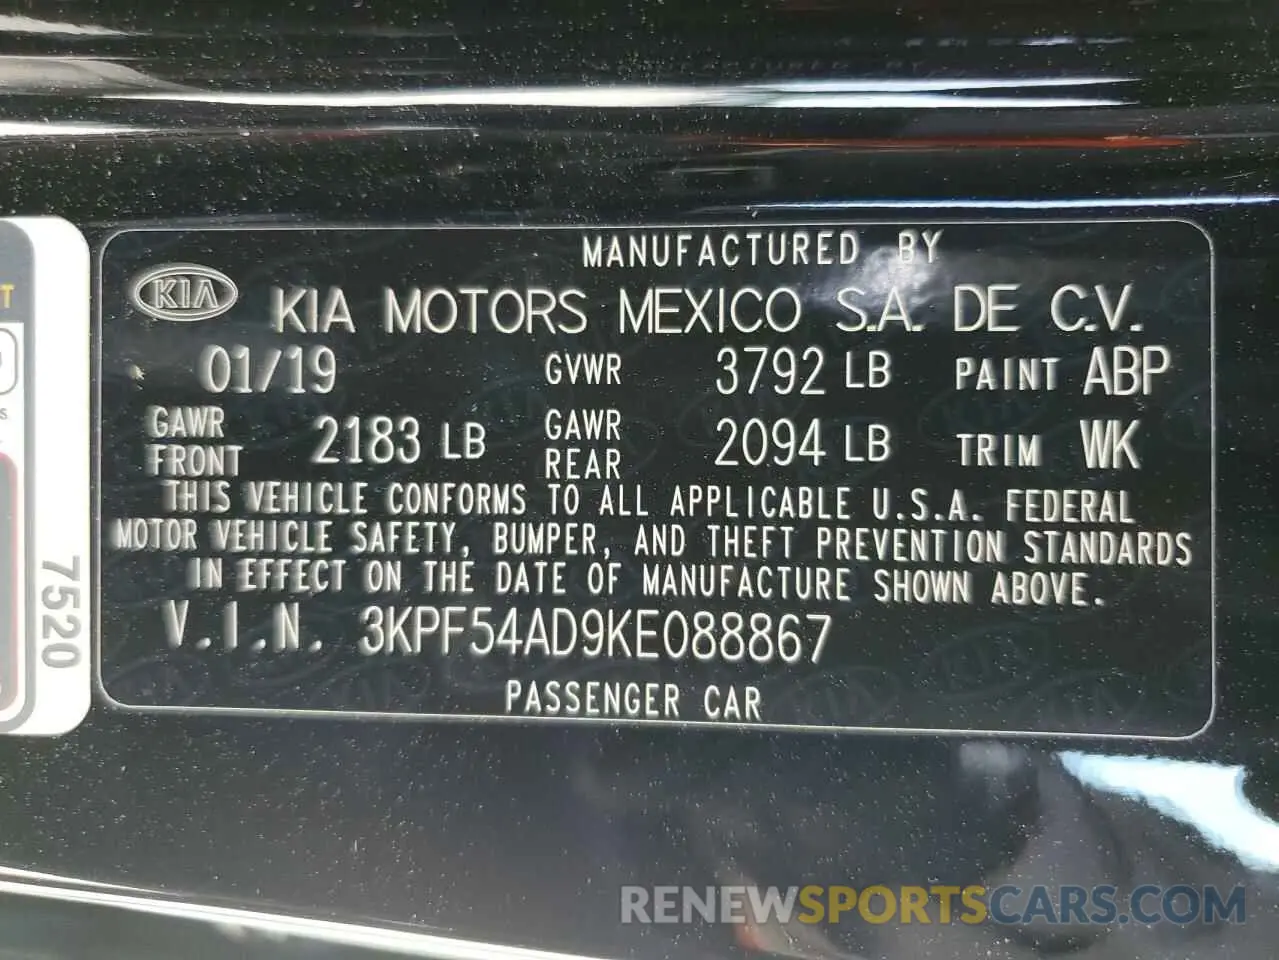 MANUFACTURED BY
KIA KIA MOTORS MEXICO S.A. DE C.V.
01/19 GVWR 3792 LB PAINT ABP
GAWR FRONT 2183 LB GAWR REAR 2094 LB TRIM WK
THIS VEHICLE CONFORMS TO ALL APPLICABLE U.S.A. FEDERAL
MOTOR VEHICLE SAFETY, BUMPER, AND THEFT PREVENTION STANDARDS
IN EFFECT ON THE DATE OF MANUFACTURE SHOWN ABOVE.
V.I.N. 3KPF54AD9KE088867
PASSENGER CAR
7520
RENEWSPORTSCARS.COM